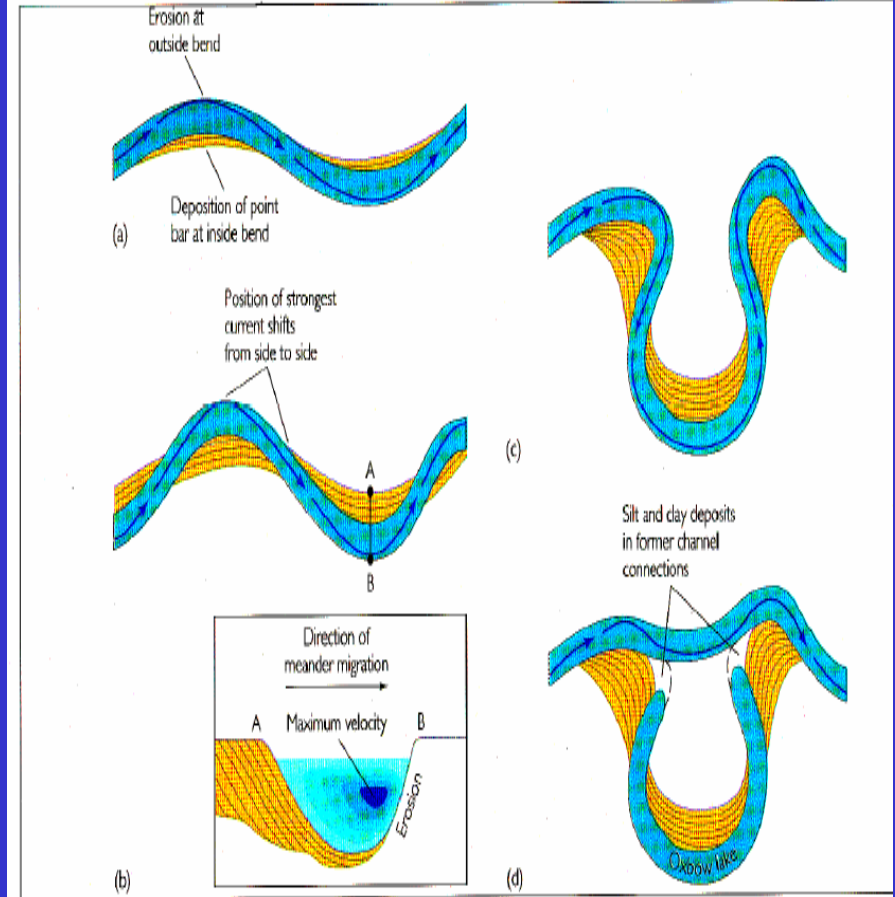 Erosion at
outside bend
Deposition of point
bar at inside bend
(a)
Position of strongest
current shifts
from side to side
A
B
Direction of
meander migration
A
Maximum velocity
B
Erosion
(b)
(c)
Silt and clay deposits
in former channel
connections
Oxbow lake
(d)